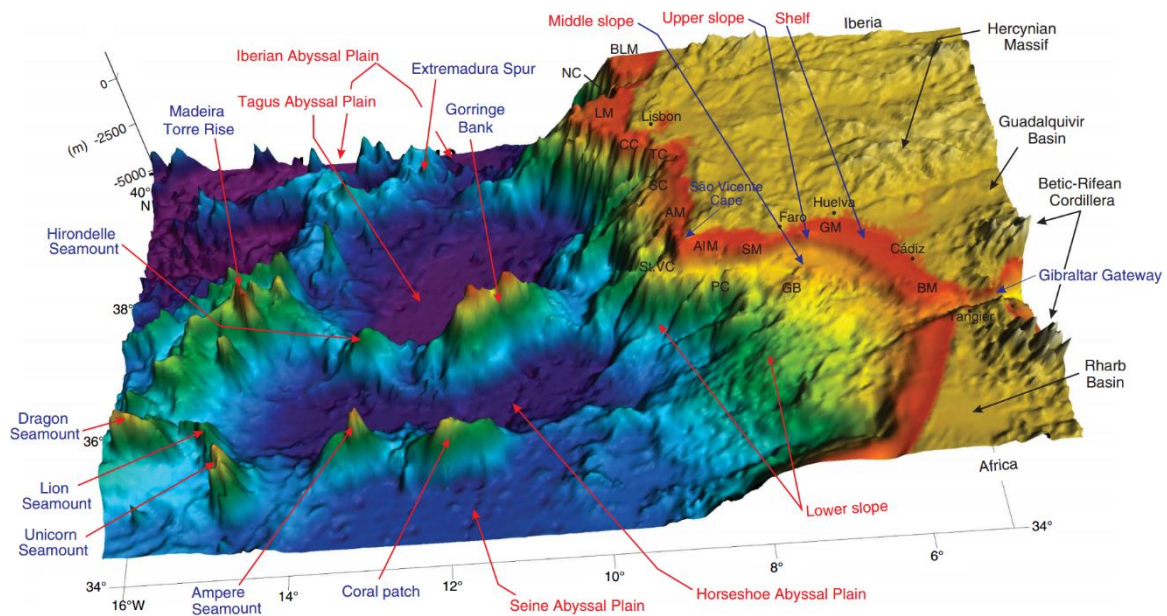 Middle slope
Upper slope
Shelf
Iberia
Hercynian
Massif
BLM
Iberian Abyssal Plain
Extremadura Spur
NC
0
Tagus Abyssal Plain
Gorringe
Bank
LM
Lisbon
Madeira
Torre Rise
-2500
(m)
Guadalquivir
Basin
CC
TC
-5000
40°
N
SC
São Vicente
Cape
Betic-Rifean
Cordillera
Huelva
Faro
AM
GM
Hirondelle
Seamount
AlM
SM
Cádiz
St.VC
PC
GB
BM
Gibraltar Gateway
38°
Tangier
Rharb
Basin
Dragon
Seamount
36°
Africa
Lion
Seamount
Lower slope
34°
Unicorn
Seamount
6°
8°
10°
12°
14°
34°
16°W
Ampere
Seamount
Coral patch
Seine Abyssal Plain
Horseshoe Abyssal Plain